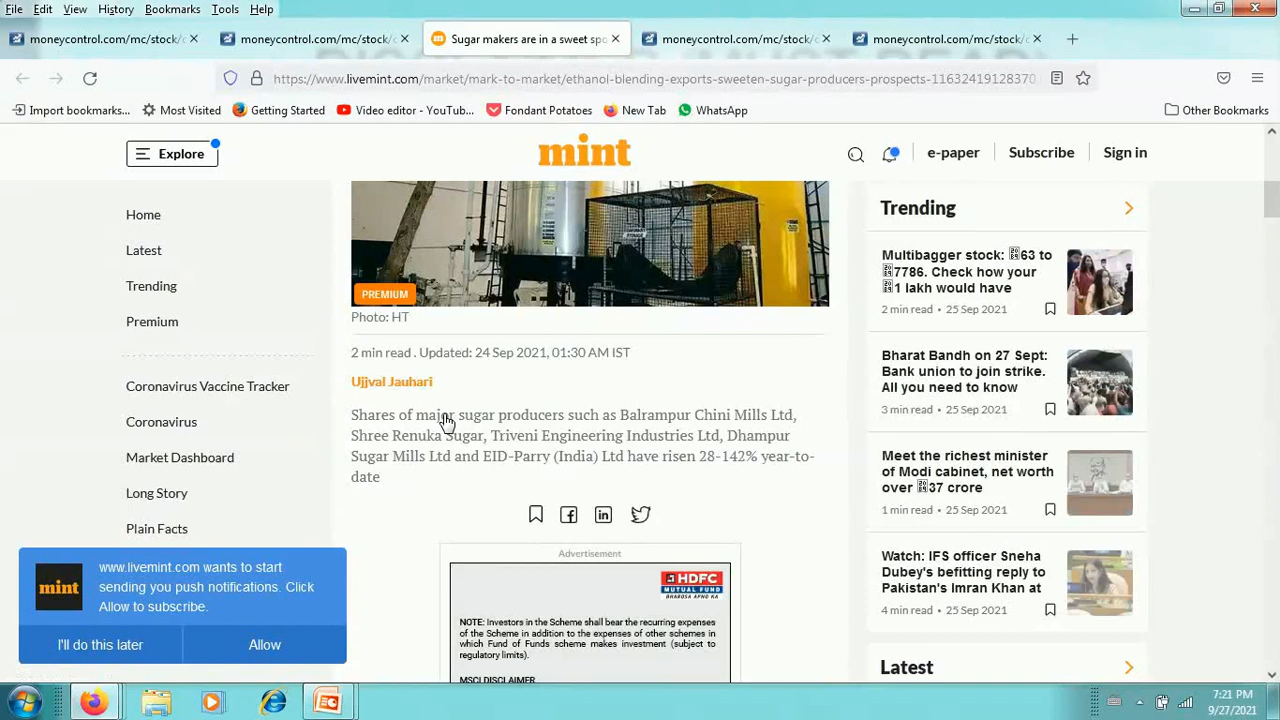 File Edit View History Bookmarks Tools Help
moneycontrol.com/mc/stock/c
moneycontrol.com/mc/stock/c
Sugar makers are in a sweet spo
moneycontrol.com/mc/stock/c
moneycontrol.com/mc/stock/c
https://www.livemint.com/market/mark-to-market/ethanol-blending-exports-sweeten-sugar-producers-prospects-11632419128370
Import bookmarks... Most Visited Getting Started Video editor - YouTub... Fondant Potatoes New Tab WhatsApp Other Bookmarks
Explore
mint
e-paper Subscribe Sign in
Home
Latest
Trending
Premium
Coronavirus Vaccine Tracker
Coronavirus
Market Dashboard
Long Story
Plain Facts
PREMIUM
Photo: HT
2 min read . Updated: 24 Sep 2021, 01:30 AM IST
Ujjval Jauhari
Shares of major sugar producers such as Balrampur Chini Mills Ltd,
Shree Renuka Sugar, Triveni Engineering Industries Ltd, Dhampur
Sugar Mills Ltd and EID-Parry (India) Ltd have risen 28-142% year-to-
date
Advertisement
HDFC
MUTUAL FUND
BHAROSA APNO KA
NOTE: Investors in the Scheme shall bear the recurring expenses
of the Scheme in addition to the expenses of other schemes in
which Fund of Funds scheme makes investment (subject to
regulatory limits).
MSCI DISCLAIMER
Trending
Multibagger stock: 63 to
7786. Check how your
1 lakh would have
2 min read • 25 Sep 2021
Bharat Bandh on 27 Sept:
Bank union to join strike.
All you need to know
3 min read • 25 Sep 2021
Meet the richest minister
of Modi cabinet, net worth
over 37 crore
1 min read • 25 Sep 2021
Watch: IFS officer Sneha
Dubey's befitting reply to
Pakistan's Imran Khan at
4 min read • 25 Sep 2021
Latest
mint
www.livemint.com wants to start
sending you push notifications. Click
Allow to subscribe.
I'll do this later
Allow
7:21 PM
9/27/2021